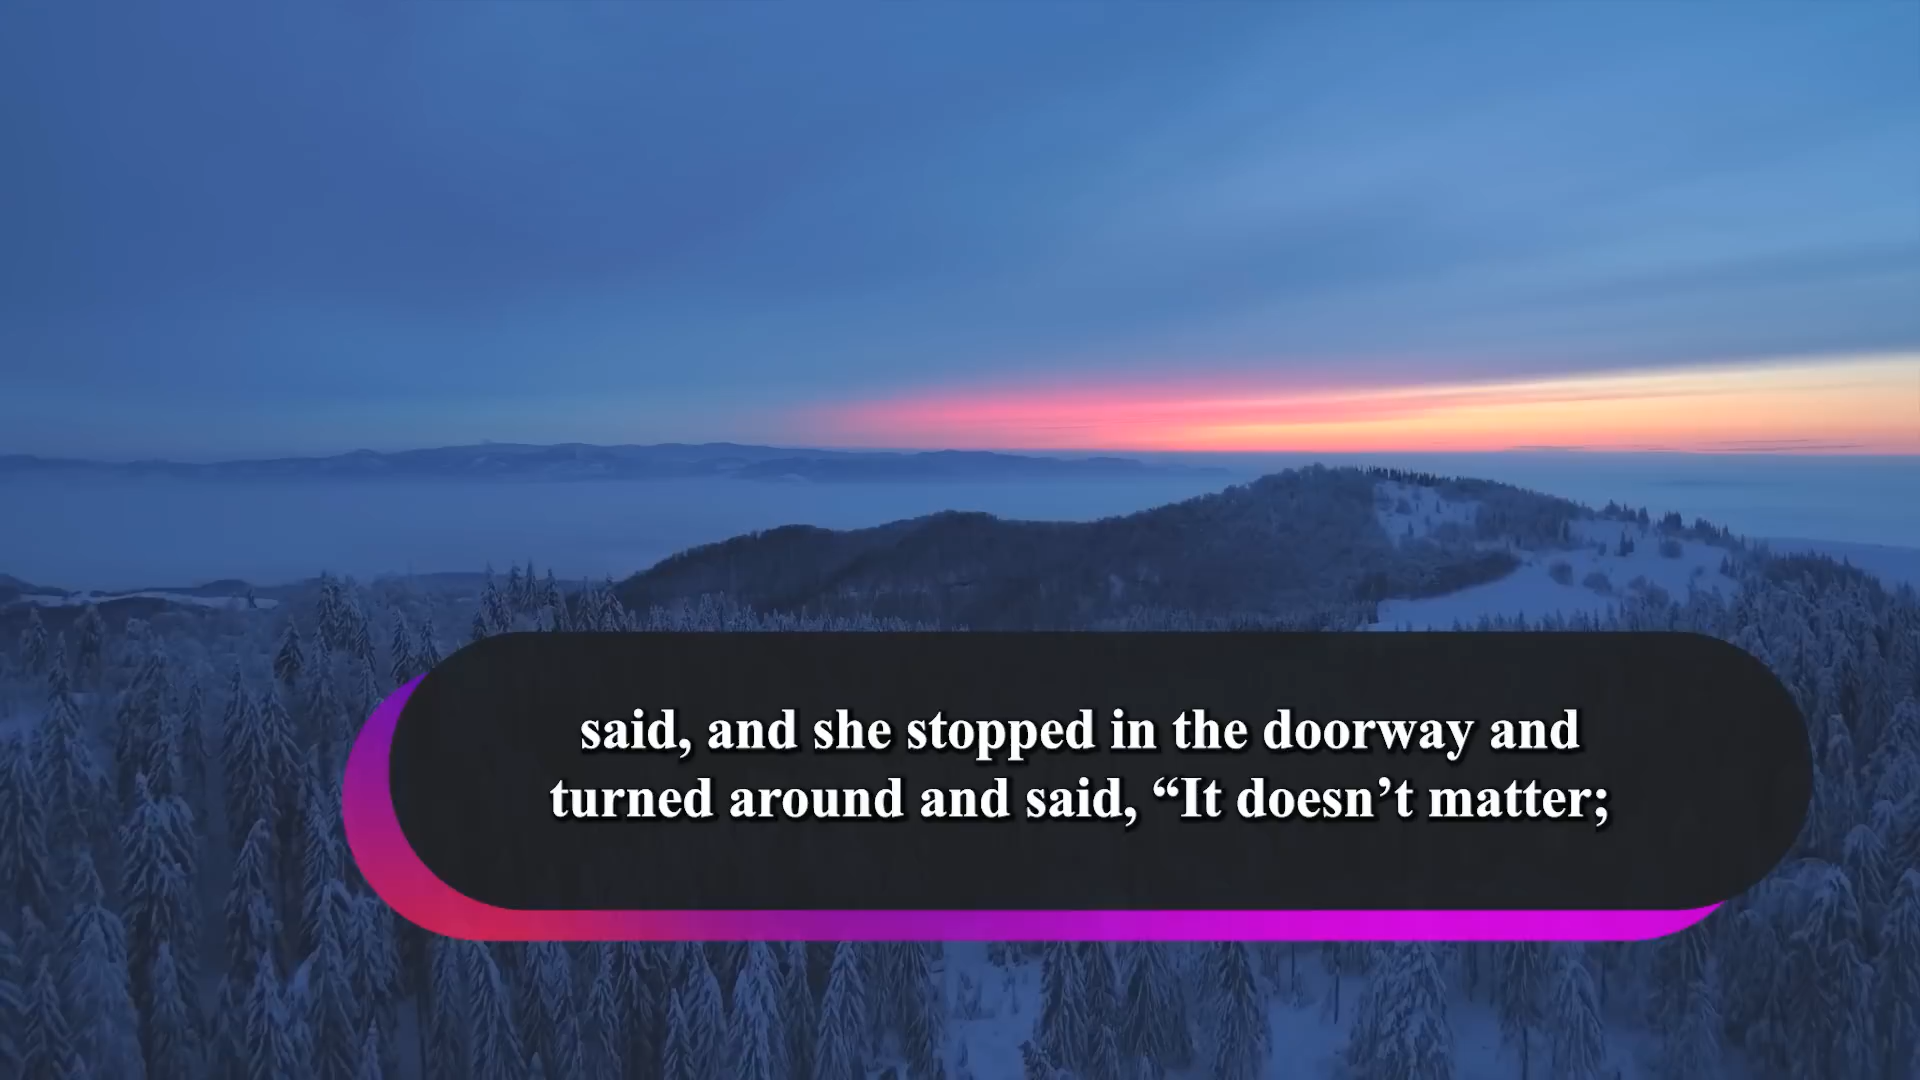 said, and she stopped in the doorway and
turned around and said, “It doesn’t matter;